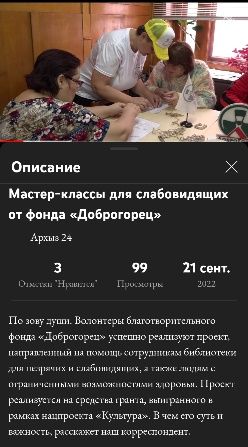 Описание
Мастер-классы для слабовидящих
от фонда «Доброгорец»
Архыз 24
3
99
21 сент.
Отметки "Нравится"
Просмотры
2022
По зову души. Волонтеры благотворительного
фонда «Доброгорец» успешно реализуют проект,
направленный на помощь сотрудникам библиотеки
для незрячих и слабовидящих, а также людям с
ограниченными возможностями здоровья. Проект
реализуется на средства гранта, выигранного в
рамках нацпроекта «Культура». В чем его суть и
важность, расскажет наш корреспондент.